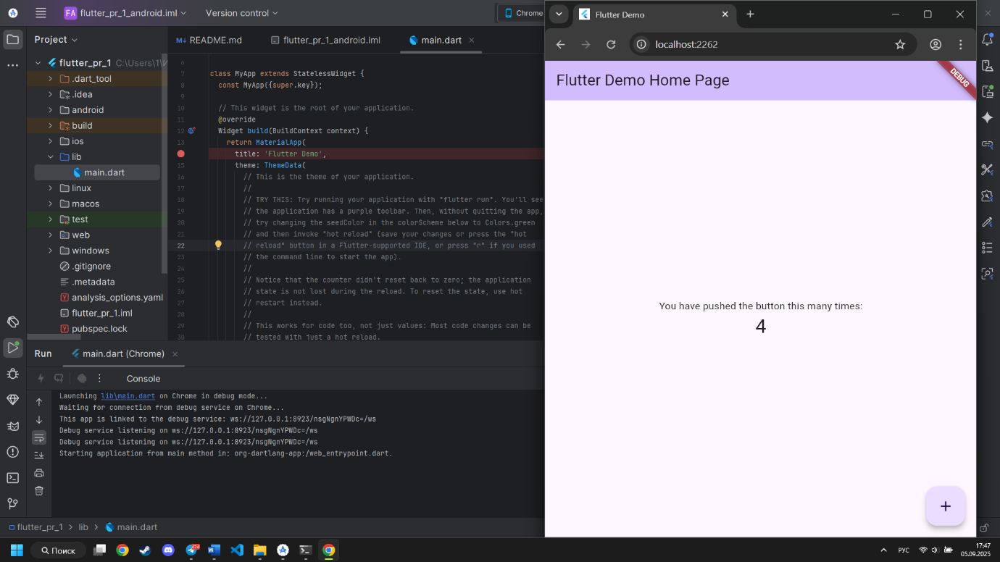 FA flutter_pr_1_android.iml
Version control
Chrome
Project
README.md
flutter_pr_1_android.iml
main.dart
flutter_pr_1 C:\Users\1\
.dart_tool
.idea
android
build
ios
lib
main.dart
linux
macos
test
web
windows
.gitignore
.metadata
analysis_options.yaml
flutter_pr_1.iml
pubspec.lock
6
7 class MyApp extends StatelessWidget {
8 const MyApp({super.key});
9
10 // This widget is the root of your application.
11 @override
12 Widget build(BuildContext context) {
13 return MaterialApp(
title: 'Flutter Demo',
15 theme: ThemeData(
16 // This is the theme of your application.
17 //
18 // TRY THIS: Try running your application with "flutter run". You'll see
19 // the application has a purple toolbar. Then, without quitting the app,
20 // try changing the seedColor in the colorScheme below to Colors.green
21 // and then invoke "hot reload" (save your changes or press the "hot
22 // reload" button in a Flutter-supported IDE, or press "r" if you used
23 // the command line to start the app).
24 //
25 // Notice that the counter didn't reset back to zero; the application
26 // state is not lost during the reload. To reset the state, use hot
27 // restart instead.
28 //
29 // This works for code too, not just values: Most code changes can be
30 // tested with just a hot reload.
Run
main.dart (Chrome)
Console
Launching lib\main.dart on Chrome in debug mode...
Waiting for connection from debug service on Chrome...
This app is linked to the debug service: ws://127.0.0.1:8923/nsgNgnYPWDc=/ws
Debug service listening on ws://127.0.0.1:8923/nsgNgnYPWDc=/ws
Debug service listening on ws://127.0.0.1:8923/nsgNgnYPWDc=/ws
Starting application from main method in: org-dartlang-app:/web_entrypoint.dart.
flutter_pr_1 > lib > main.dart
Flutter Demo
localhost:2262
Flutter Demo Home Page
DEBUG
You have pushed the button this many times:
4
Поиск
РУС
17:47
05.09.2025